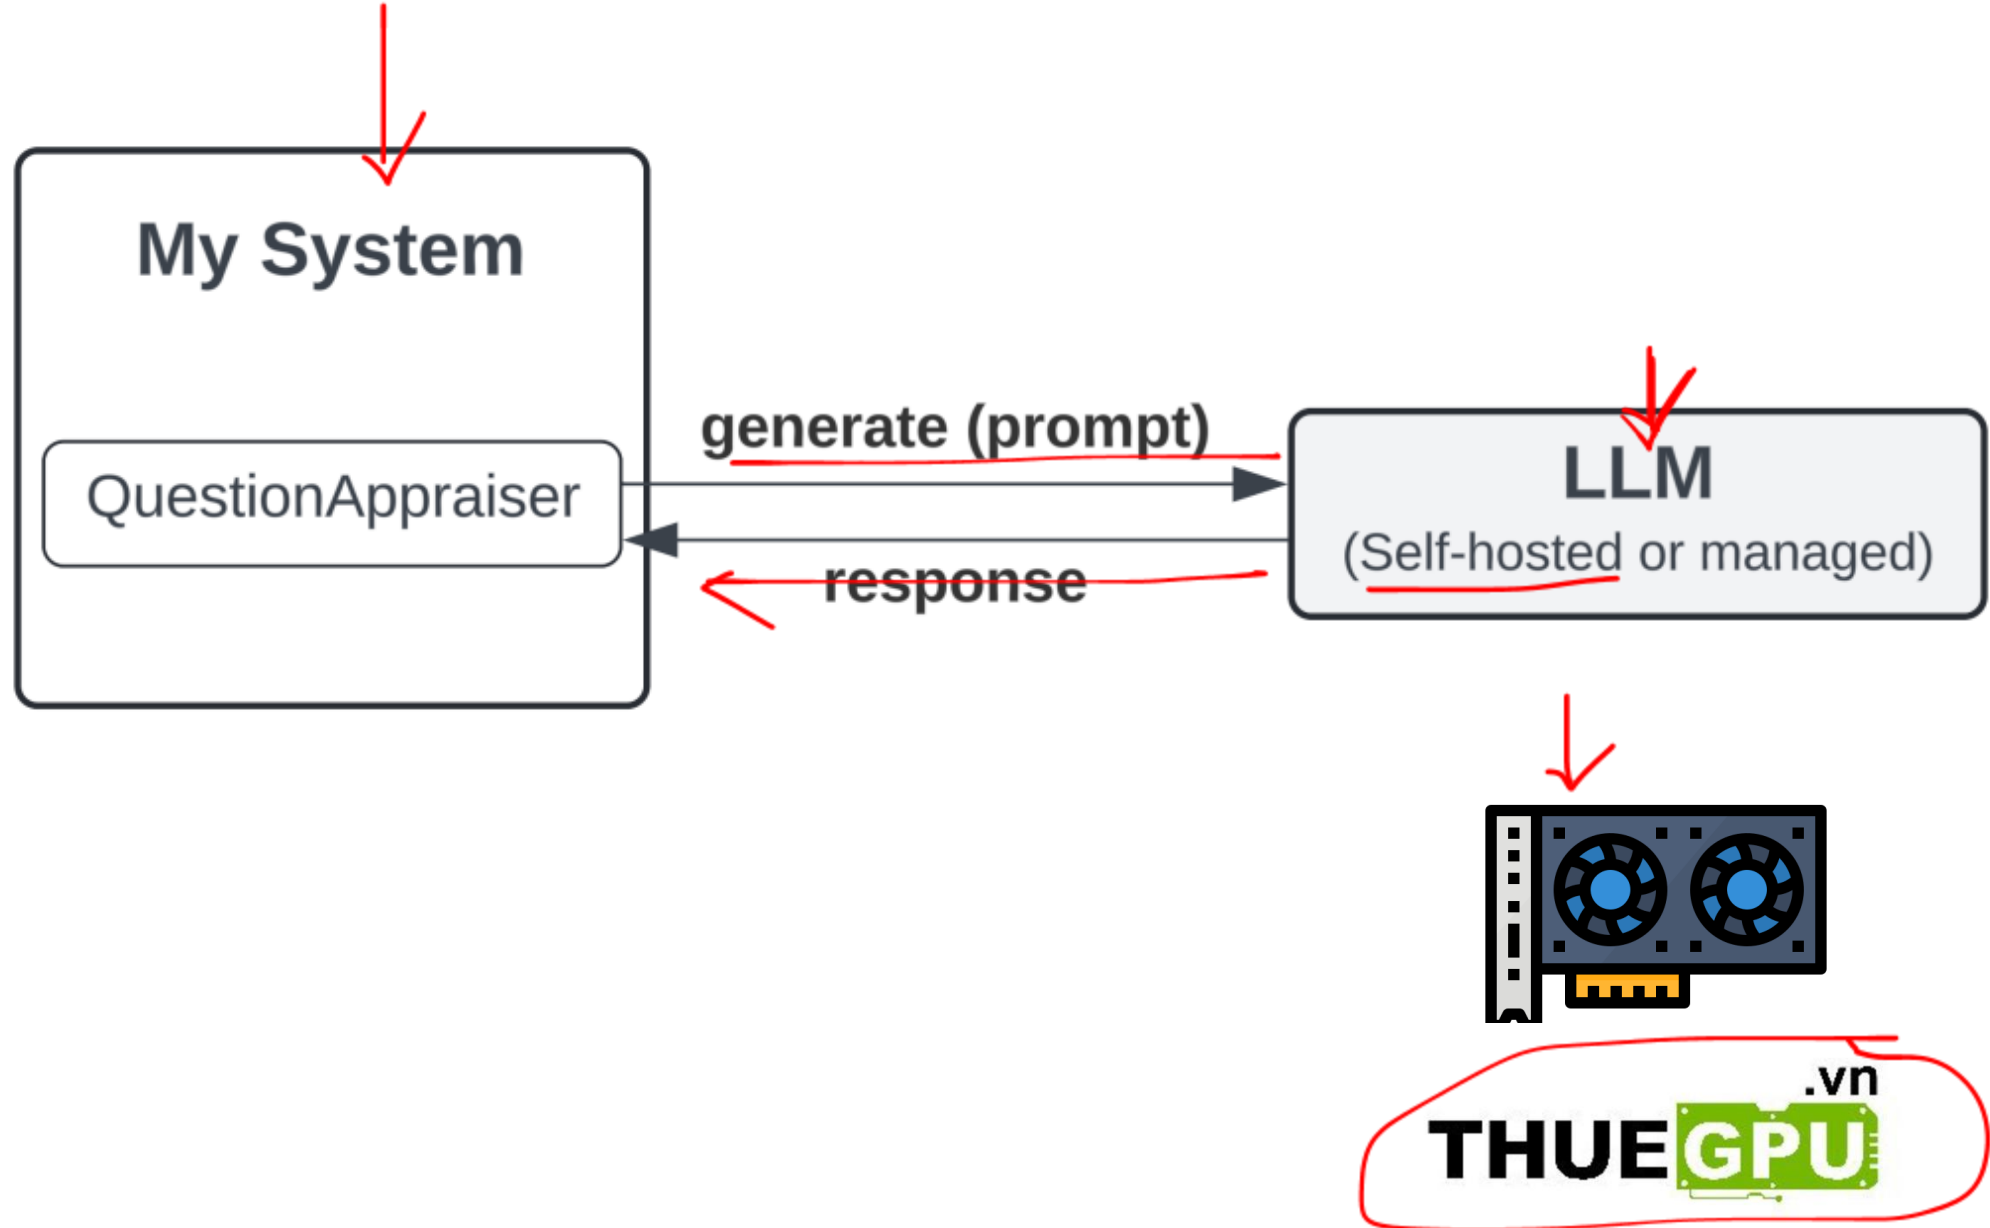 My System
QuestionAppraiser
generate (prompt)
response
LLM
(Self-hosted or managed)
.vn
THUEGPU